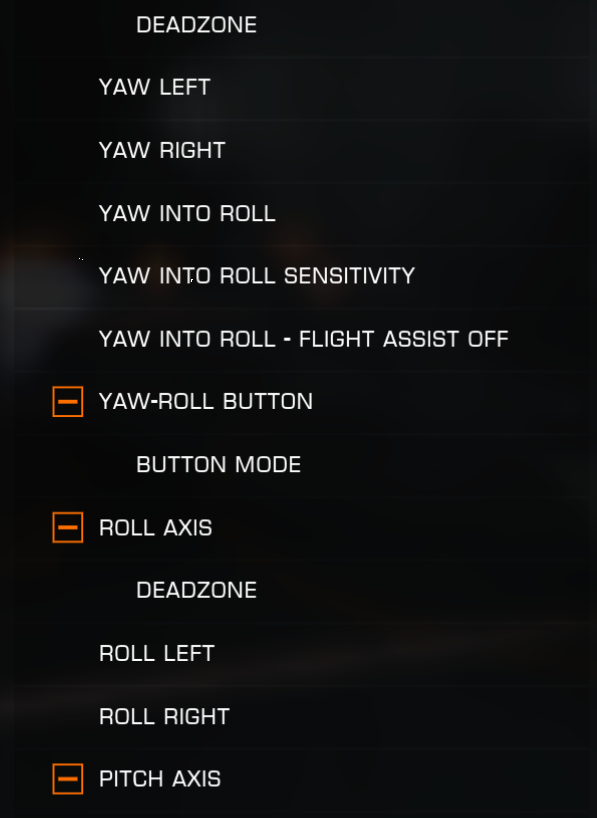 DEADZONE
YAW LEFT
YAW RIGHT
YAW INTO ROLL
YAW INTO ROLL SENSITIVITY
YAW INTO ROLL - FLIGHT ASSIST OFF
YAW-ROLL BUTTON
BUTTON MODE
ROLL AXIS
DEADZONE
ROLL LEFT
ROLL RIGHT
PITCH AXIS